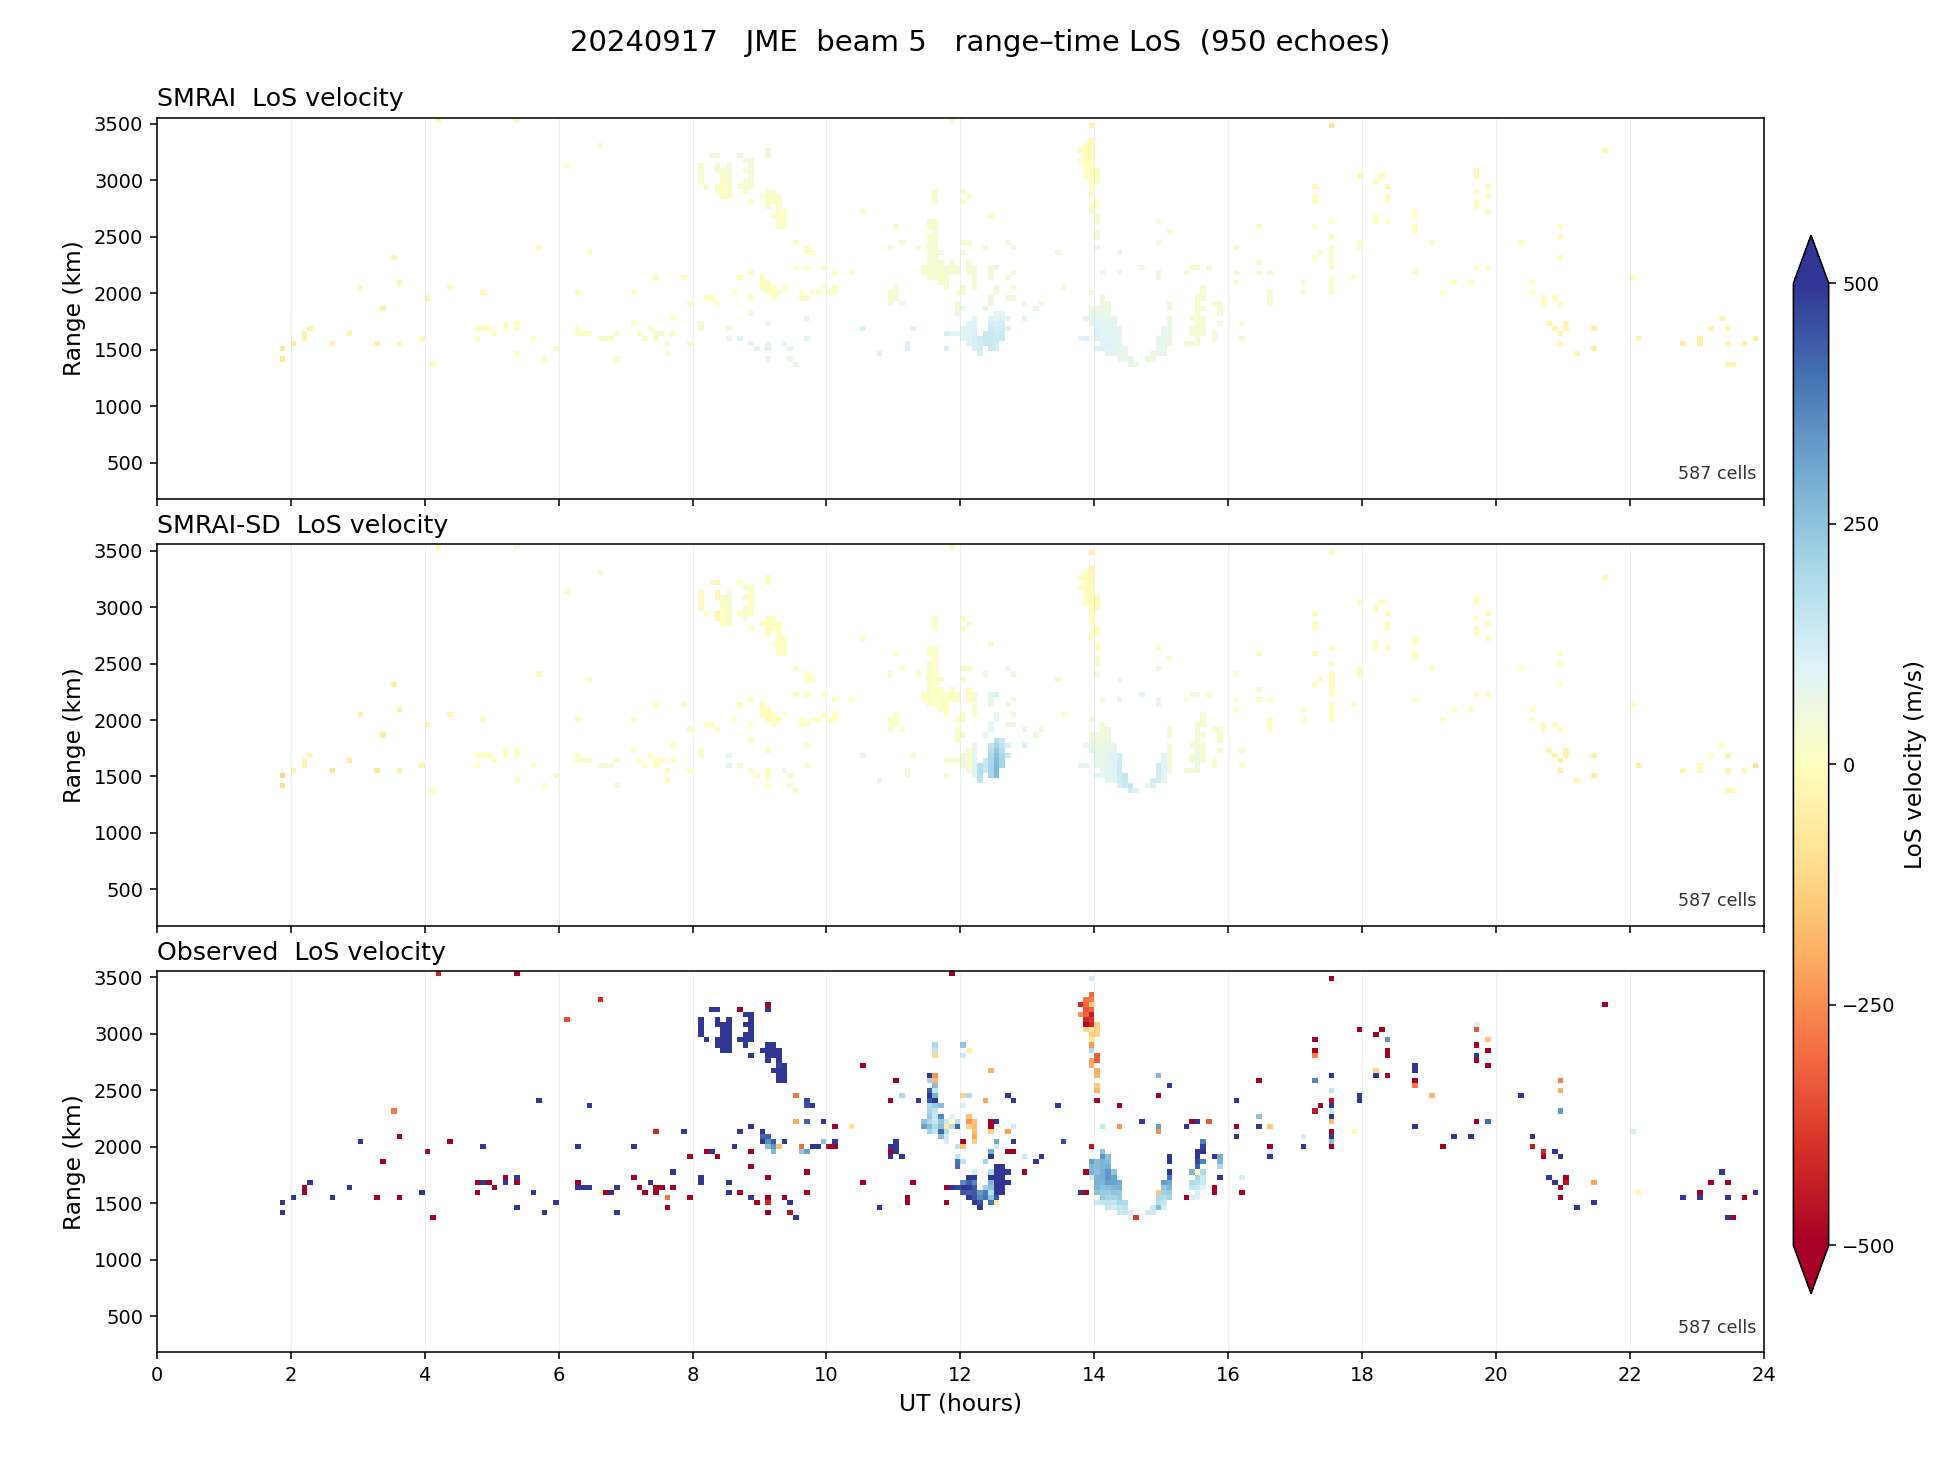 20240917 JME beam 5 range–time LoS (950 echoes)
SMRAI LoS velocity
3500
3000
2500
2000
1500
1000
500
Range (km)
587 cells
SMRAI-SD LoS velocity
3500
3000
2500
2000
1500
1000
500
Range (km)
587 cells
Observed LoS velocity
3500
3000
2500
2000
1500
1000
500
Range (km)
587 cells
0 2 4 6 8 10 12 14 16 18 20 22 24
UT (hours)
500
250
0
−250
−500
LoS velocity (m/s)